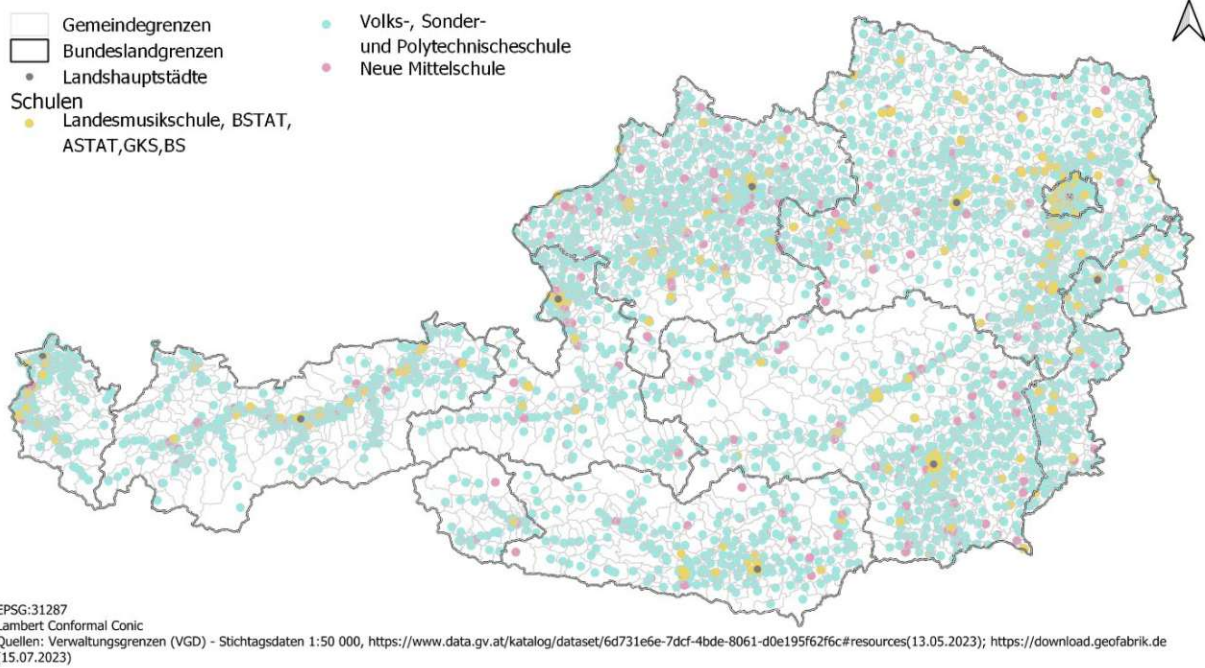 Gemeindegrenzen
Bundeslandgrenzen
Landshauptstädte
Schulen
Landesmusikschule, BSTAT,
ASTAT,GKS,BS
Volks-, Sonder-
und Polytechnischeschule
Neue Mittelschule
EPSG:31287
Lambert Conformal Conic
Quellen: Verwaltungsgrenzen (VGD) - Stichtagsdaten 1:50 000, https://www.data.gv.at/katalog/dataset/6d731e6e-7dcf-4bde-8061-d0e195f62f6c#resources(13.05.2023); https://download.geofabrik.de
(15.07.2023)